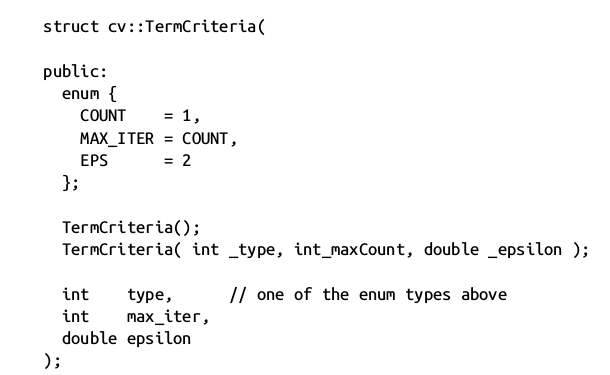 struct cv::TermCriteria(
public:
enum {
COUNT = 1,
MAX_ITER = COUNT,
EPS = 2
};
TermCriteria();
TermCriteria( int _type, int_maxCount, double _epsilon );
int type, // one of the enum types above
int max_iter,
double epsilon
);